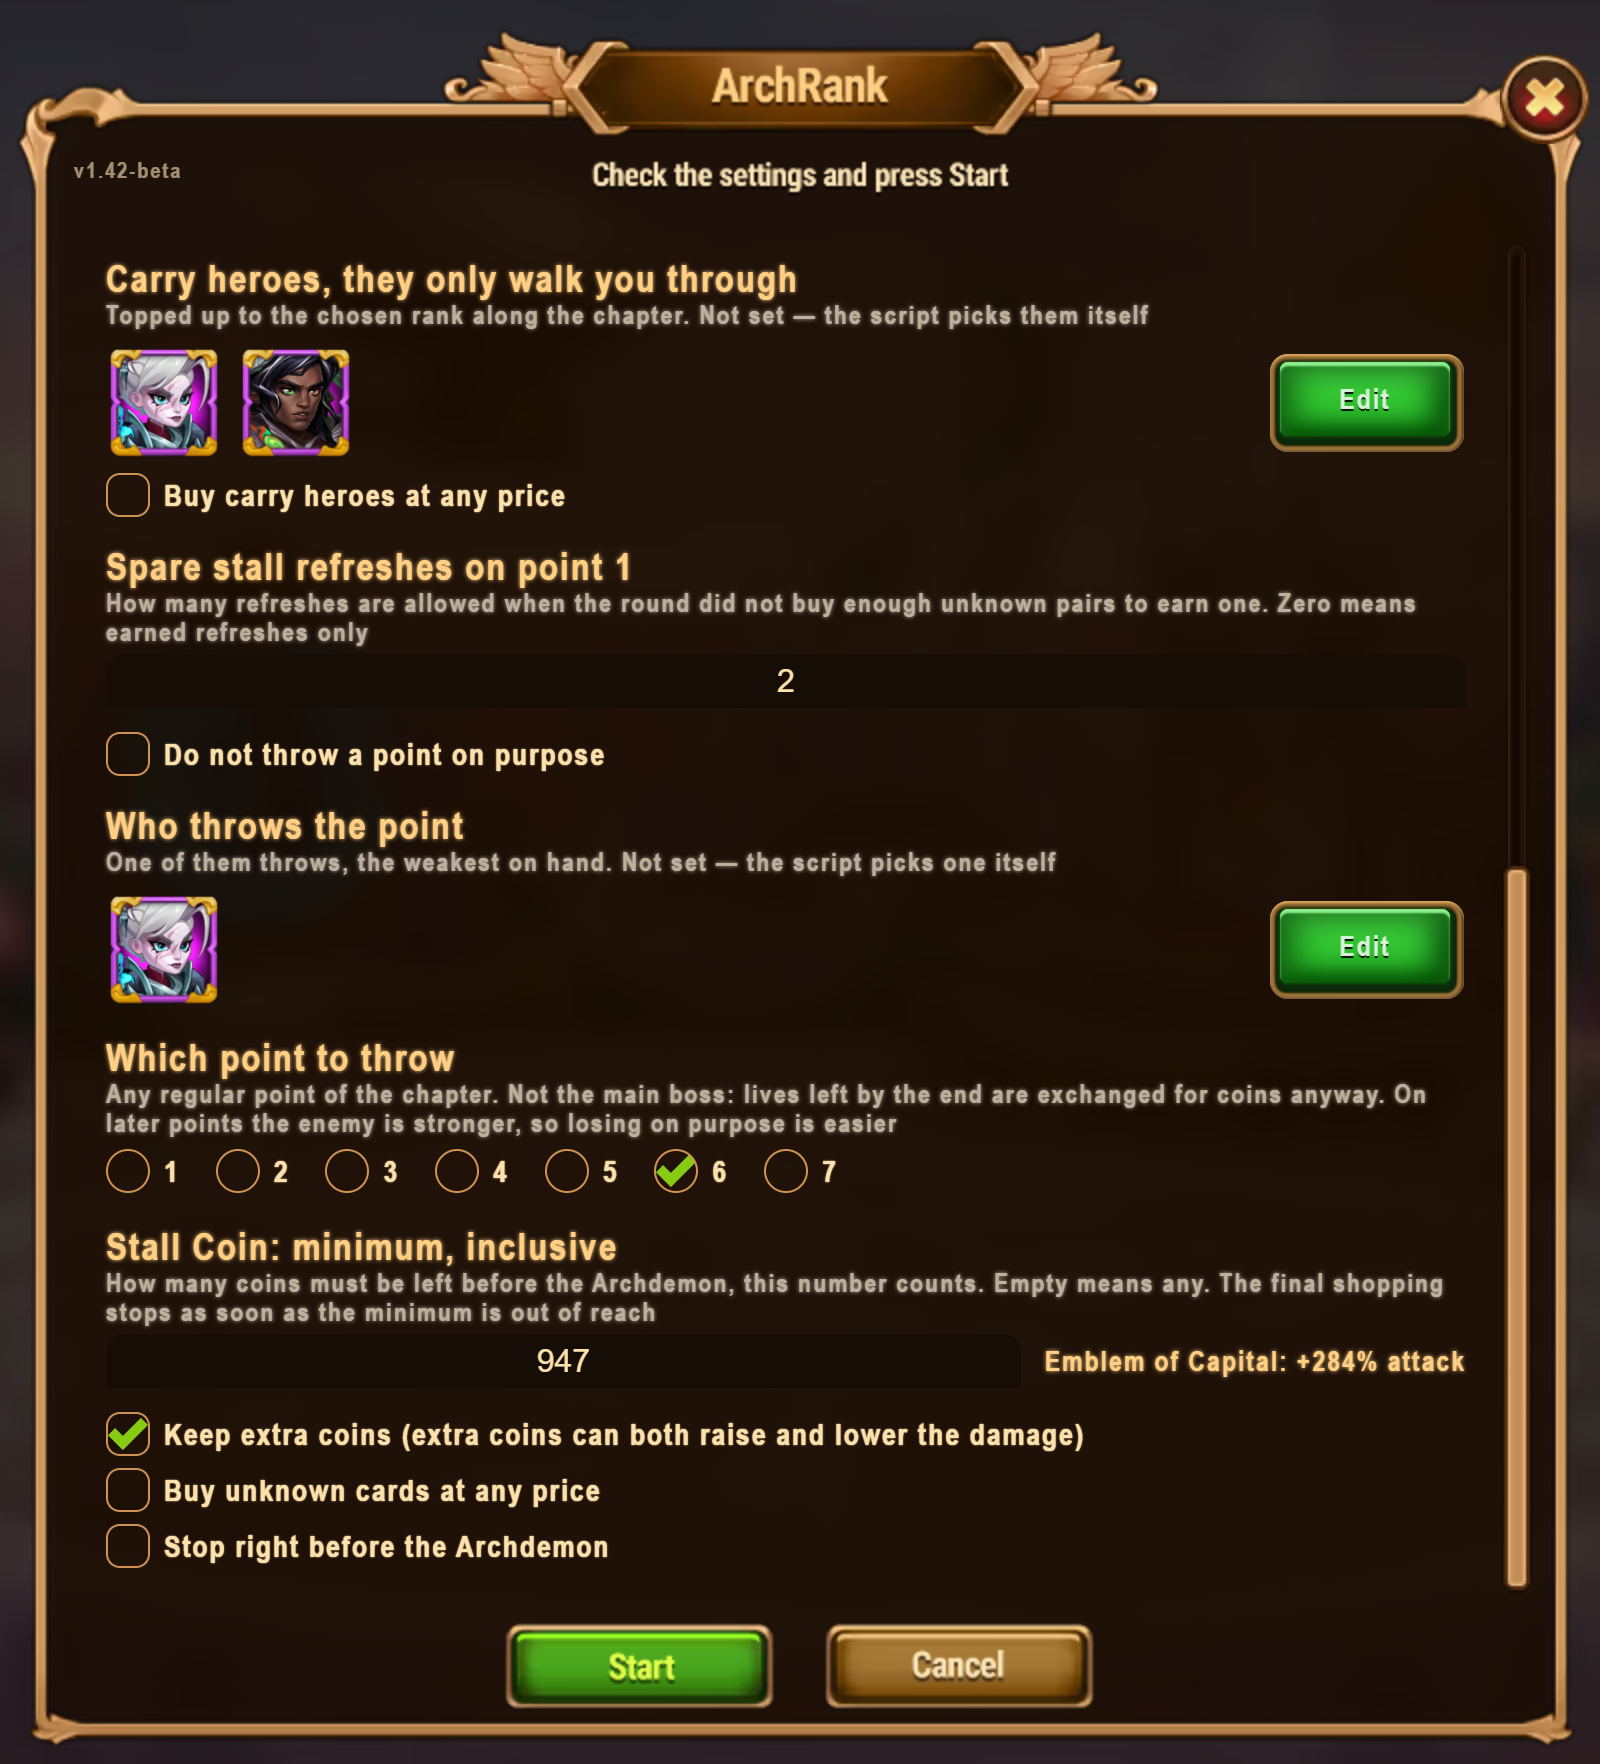 ArchRank
v1.42-beta
Check the settings and press Start
Carry heroes, they only walk you through
Topped up to the chosen rank along the chapter. Not set — the script picks them itself
Edit
Buy carry heroes at any price
Spare stall refreshes on point 1
How many refreshes are allowed when the round did not buy enough unknown pairs to earn one. Zero means
earned refreshes only
2
Do not throw a point on purpose
Who throws the point
One of them throws, the weakest on hand. Not set — the script picks one itself
Edit
Which point to throw
Any regular point of the chapter. Not the main boss: lives left by the end are exchanged for coins anyway. On
later points the enemy is stronger, so losing on purpose is easier
1 2 3 4 5 6 7
Stall Coin: minimum, inclusive
How many coins must be left before the Archdemon, this number counts. Empty means any. The final shopping
stops as soon as the minimum is out of reach
947 Emblem of Capital: +284% attack
Keep extra coins (extra coins can both raise and lower the damage)
Buy unknown cards at any price
Stop right before the Archdemon
Start Cancel